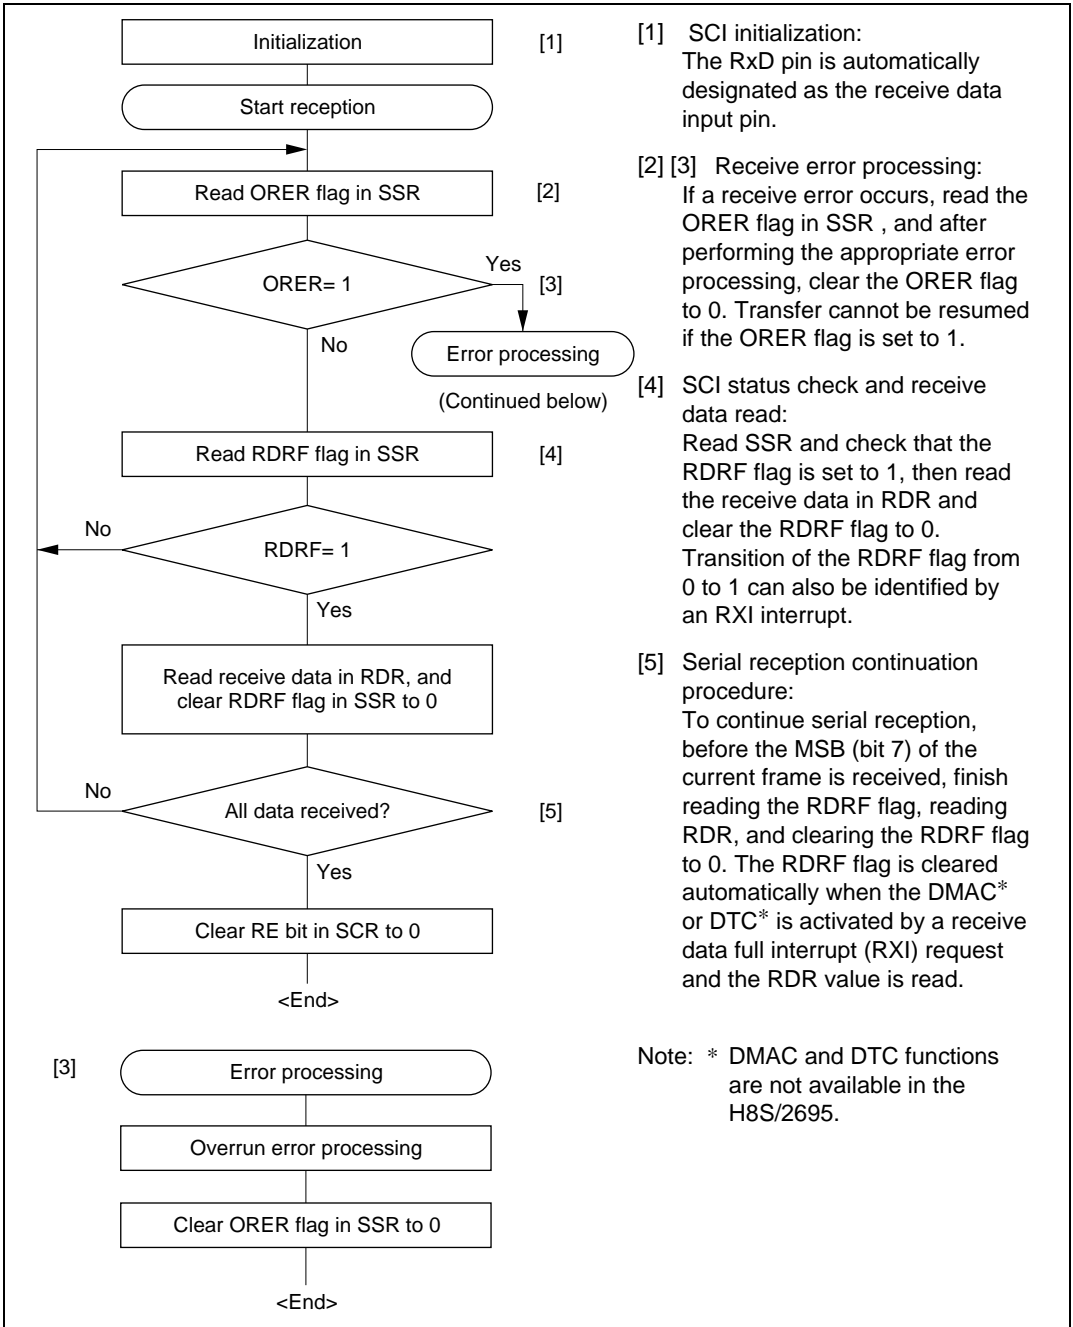 Initialization
[1]
Start reception
Read ORER flag in SSR
[2]
ORER= 1
Yes
[3]
No
Error processing
(Continued below)
Read RDRF flag in SSR
[4]
No
RDRF= 1
Yes
Read receive data in RDR, and
clear RDRF flag in SSR to 0
No
All data received?
[5]
Yes
Clear RE bit in SCR to 0
<End>
[3]
Error processing
Overrun error processing
Clear ORER flag in SSR to 0
<End>
[1] SCI initialization:
The RxD pin is automatically
designated as the receive data
input pin.
[2] [3] Receive error processing:
If a receive error occurs, read the
ORER flag in SSR , and after
performing the appropriate error
processing, clear the ORER flag
to 0. Transfer cannot be resumed
if the ORER flag is set to 1.
[4] SCI status check and receive
data read:
Read SSR and check that the
RDRF flag is set to 1, then read
the receive data in RDR and
clear the RDRF flag to 0.
Transition of the RDRF flag from
0 to 1 can also be identified by
an RXI interrupt.
[5] Serial reception continuation
procedure:
To continue serial reception,
before the MSB (bit 7) of the
current frame is received, finish
reading the RDRF flag, reading
RDR, and clearing the RDRF flag
to 0. The RDRF flag is cleared
automatically when the DMAC*
or DTC* is activated by a receive
data full interrupt (RXI) request
and the RDR value is read.
Note: * DMAC and DTC functions
are not available in the
H8S/2695.